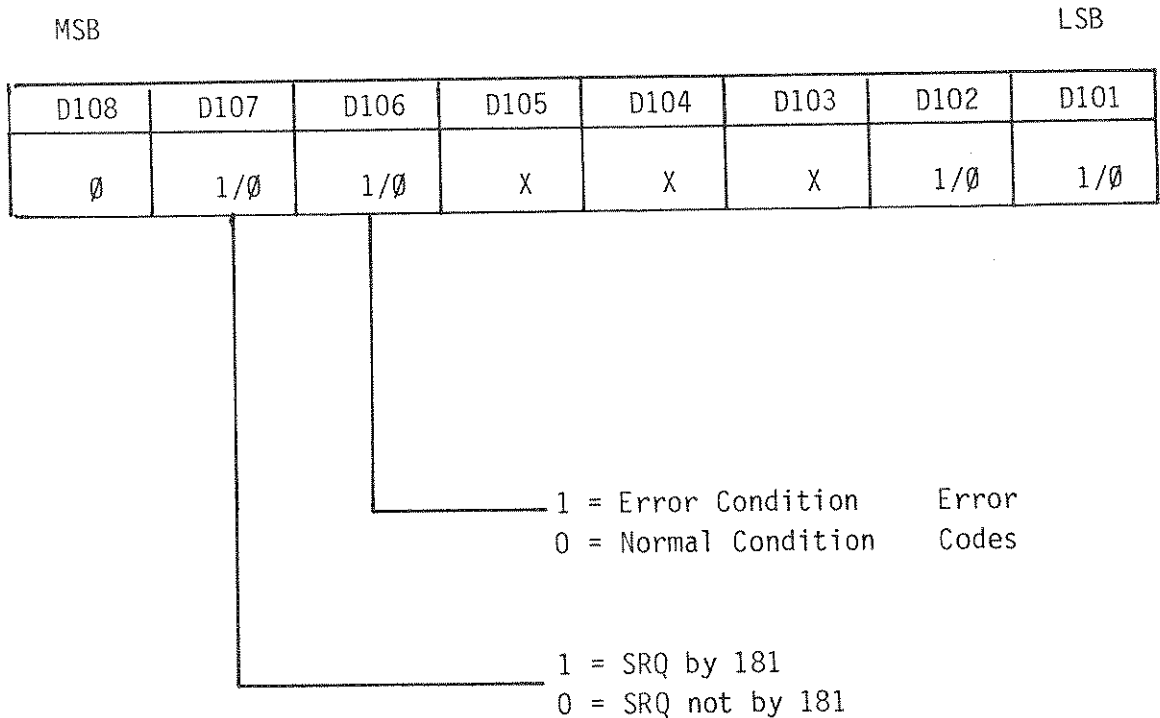 MSB LSB
D108 D107 D106 D105 D104 D103 D102 D101
Ø 1/Ø 1/Ø X X X 1/Ø 1/Ø
1 = Error Condition Error
0 = Normal Condition Codes
1 = SRQ by 181
0 = SRQ not by 181